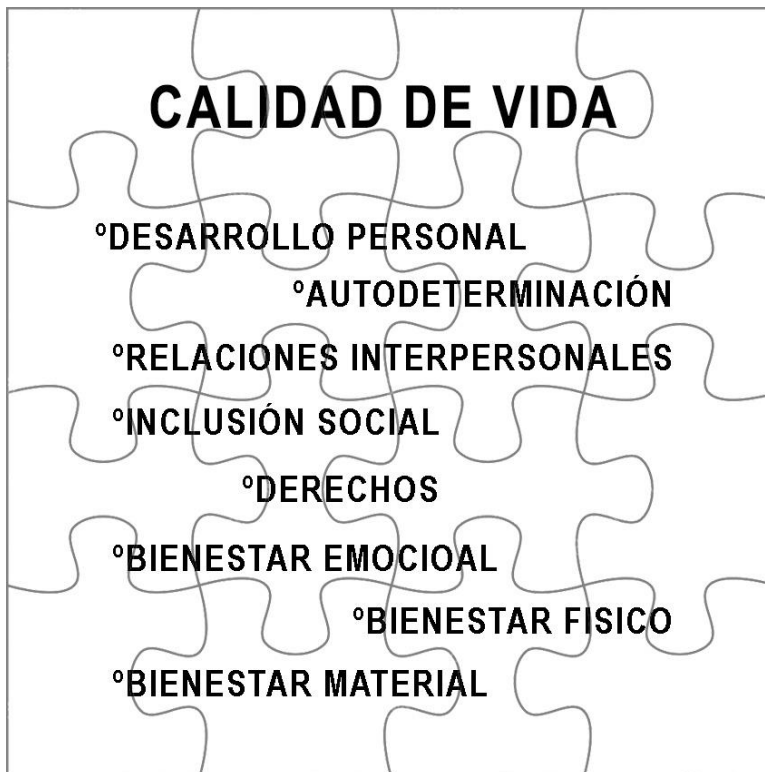 CALIDAD DE VIDA
ºDESARROLLO PERSONAL
ºAUTODETERMINACIÓN
ºRELACIONES INTERPERSONALES
ºINCLUSIÓN SOCIAL
ºDERECHOS
ºBIENESTAR EMOCIOAL
ºBIENESTAR FISICO
ºBIENESTAR MATERIAL